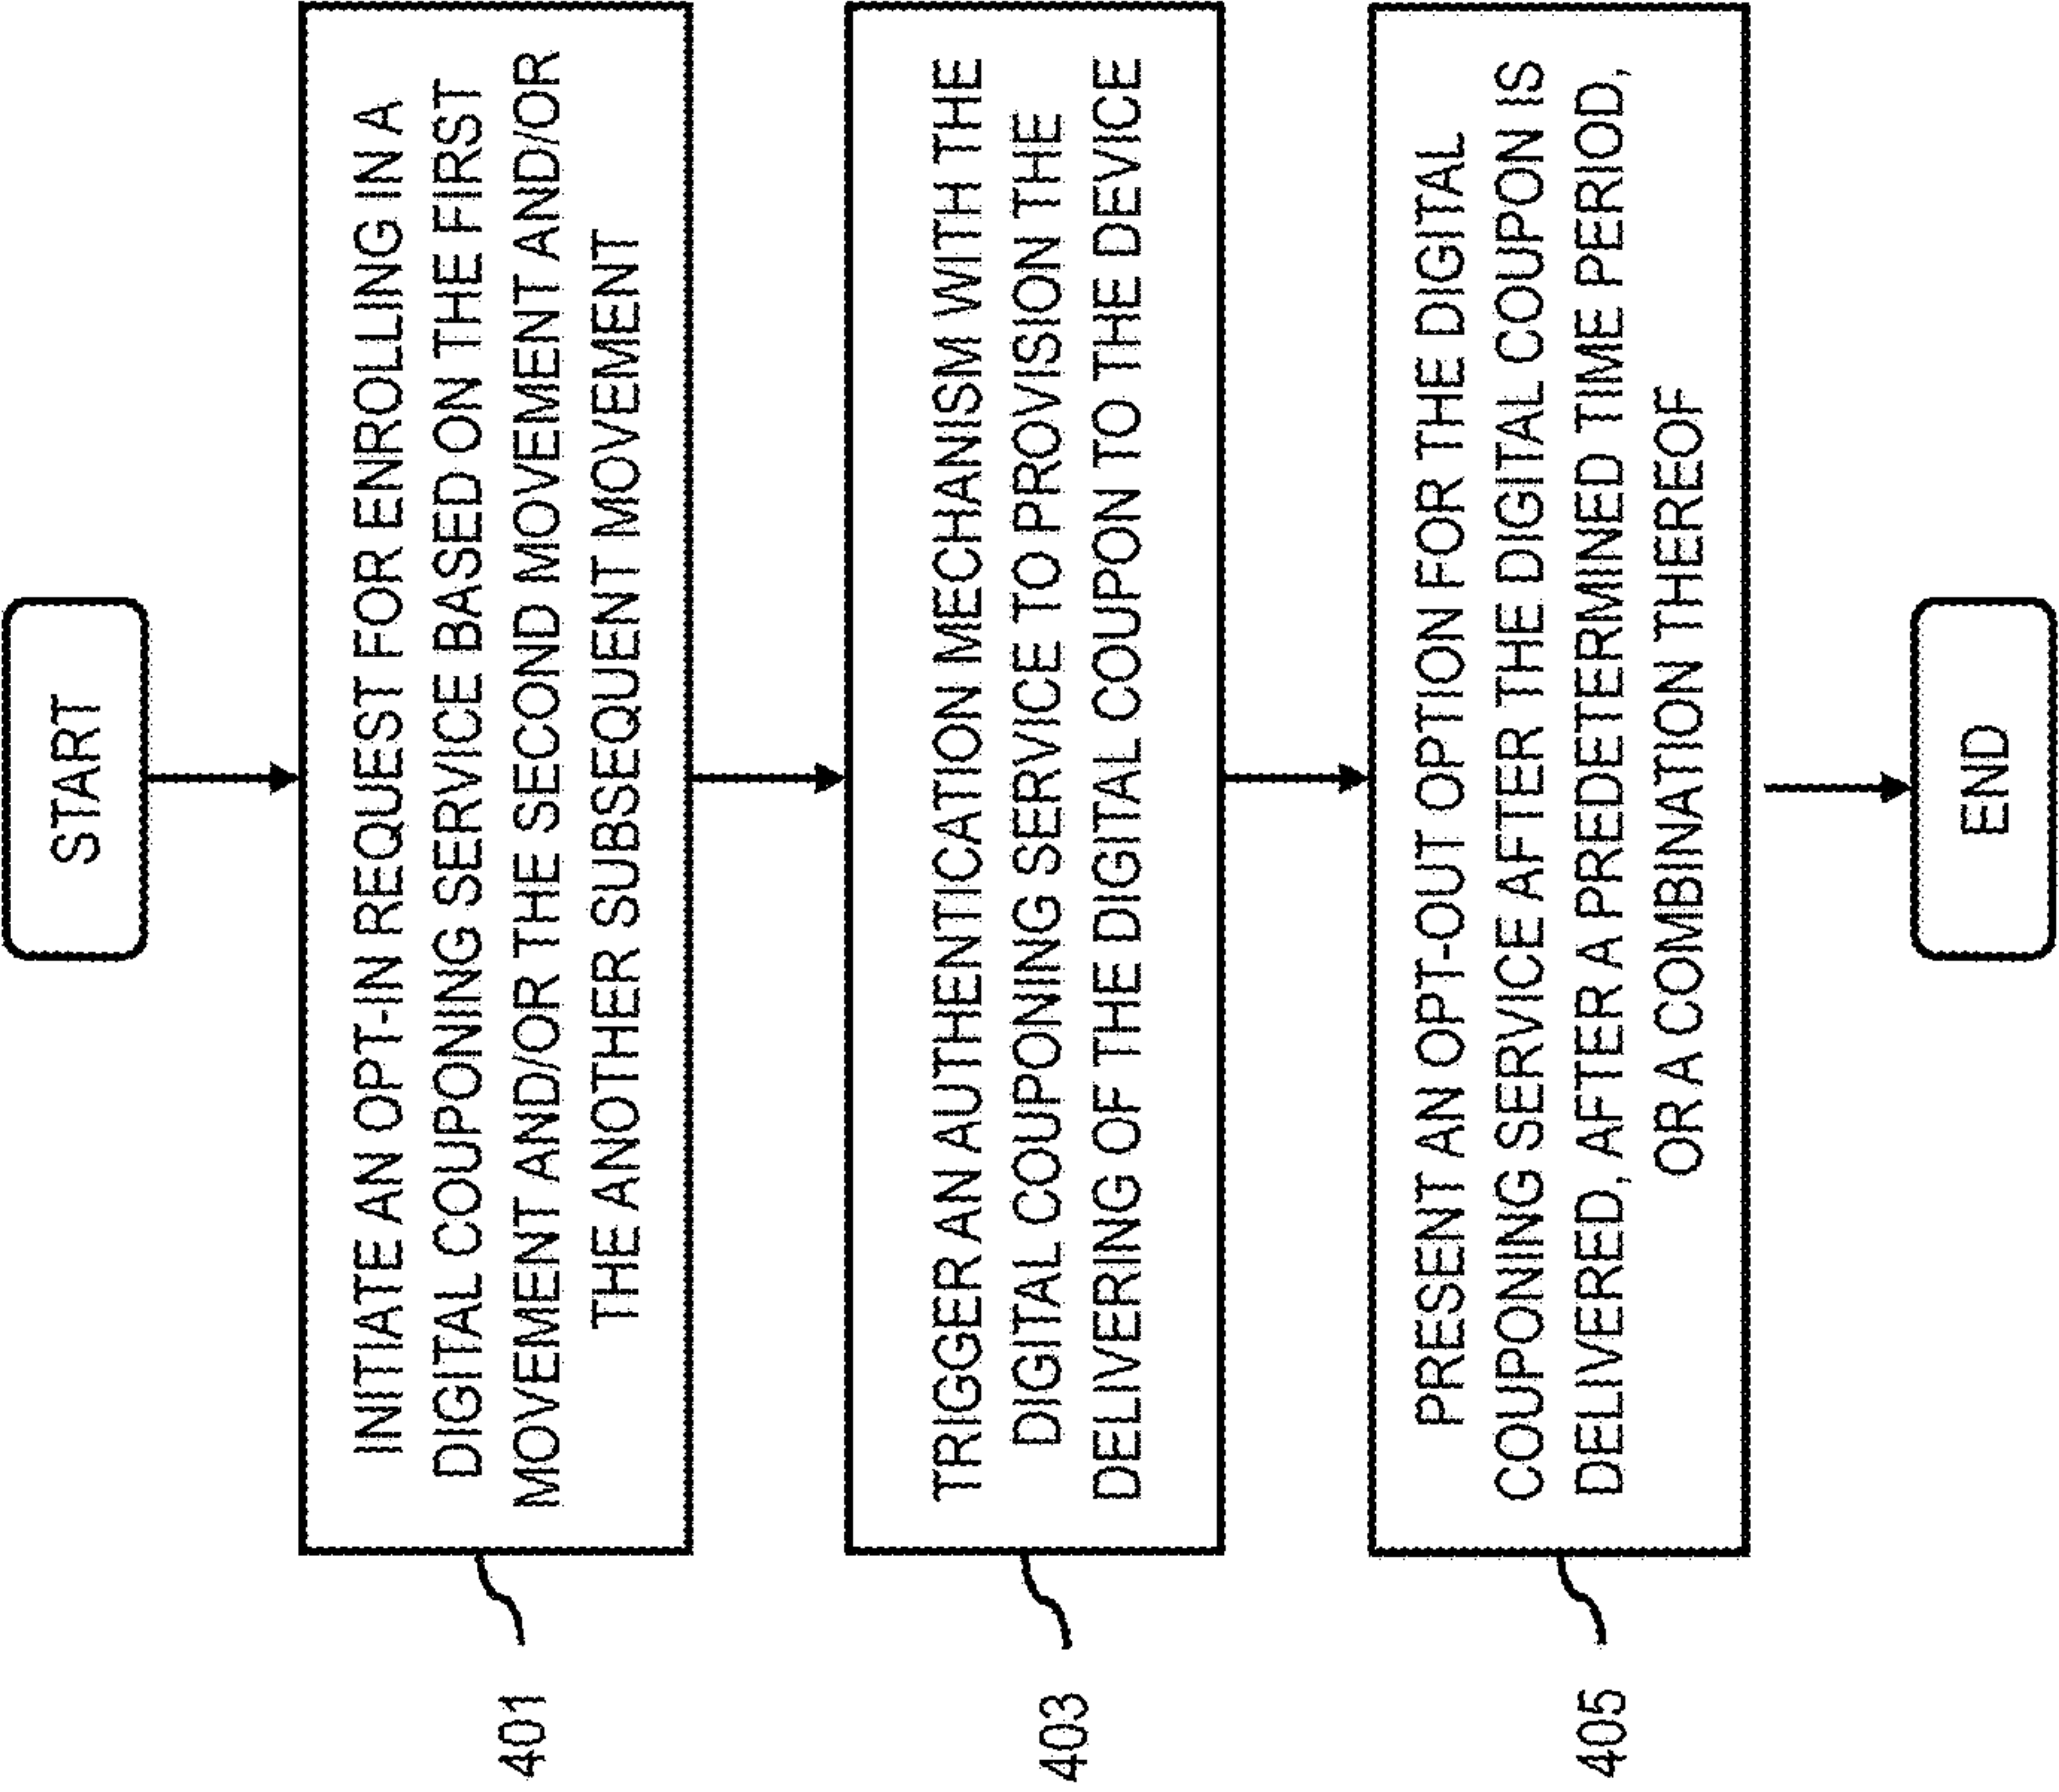 START
INITIATE AN OPT-IN REQUEST FOR ENROLLING IN A
DIGITAL COUPONING SERVICE BASED ON THE FIRST
MOVEMENT AND/OR THE SECOND MOVEMENT AND/OR
THE ANOTHER SUBSEQUENT MOVEMENT
401
TRIGGER AN AUTHENTICATION MECHANISM WITH THE
DIGITAL COUPONING SERVICE TO PROVISION THE
DELIVERING OF THE DIGITAL COUPON TO THE DEVICE
403
PRESENT AN OPT-OUT OPTION FOR THE DIGITAL
COUPONING SERVICE AFTER THE DIGITAL COUPON IS
DELIVERED, AFTER A PREDETERMINED TIME PERIOD,
OR A COMBINATION THEREOF
405
END